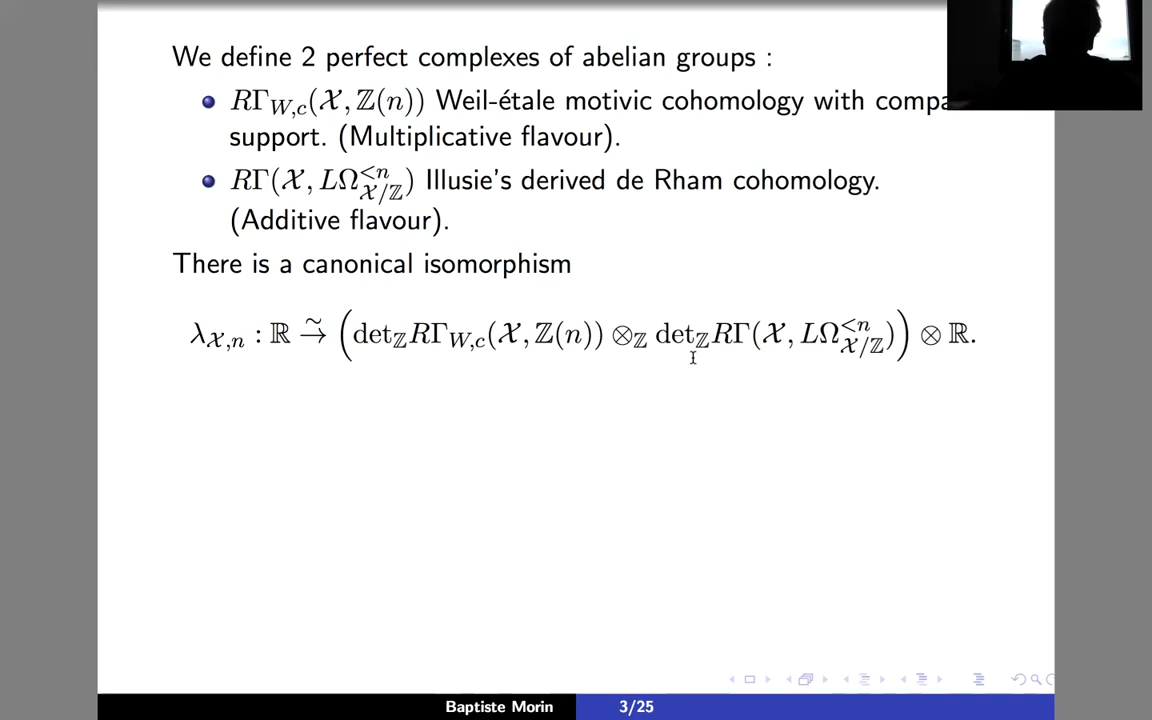 We define 2 perfect complexes of abelian groups :
RΓ_{W,c}(𝒳, ℤ(n)) Weil-étale motivic cohomology with
support. (Multiplicative flavour).
RΓ(𝒳, LΩ^{<n}_{𝒳/ℤ}) Illusie's derived de Rham cohomology.
(Additive flavour).
There is a canonical isomorphism
λ_{𝒳,n} : ℝ →^∼ (det_ℤ RΓ_{W,c}(𝒳, ℤ(n)) ⊗_ℤ det_ℤ RΓ(𝒳, LΩ^{<n}_{𝒳/ℤ})) ⊗ ℝ.
Baptiste Morin 3/25